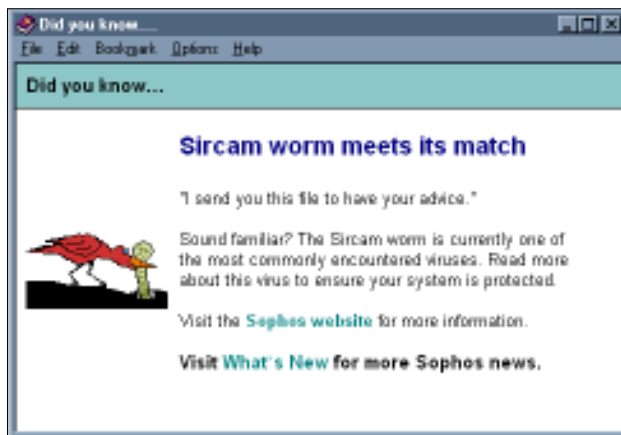 Did you know....
File Edit Bookmark Options Help
Did you know...
Sircam worm meets its match
"I send you this file to have your advice."
Sound familiar? The Sircam worm is currently one of
the most commonly encountered viruses. Read more
about this virus to ensure your system is protected.
Visit the Sophos website for more information.
Visit What's New for more Sophos news.